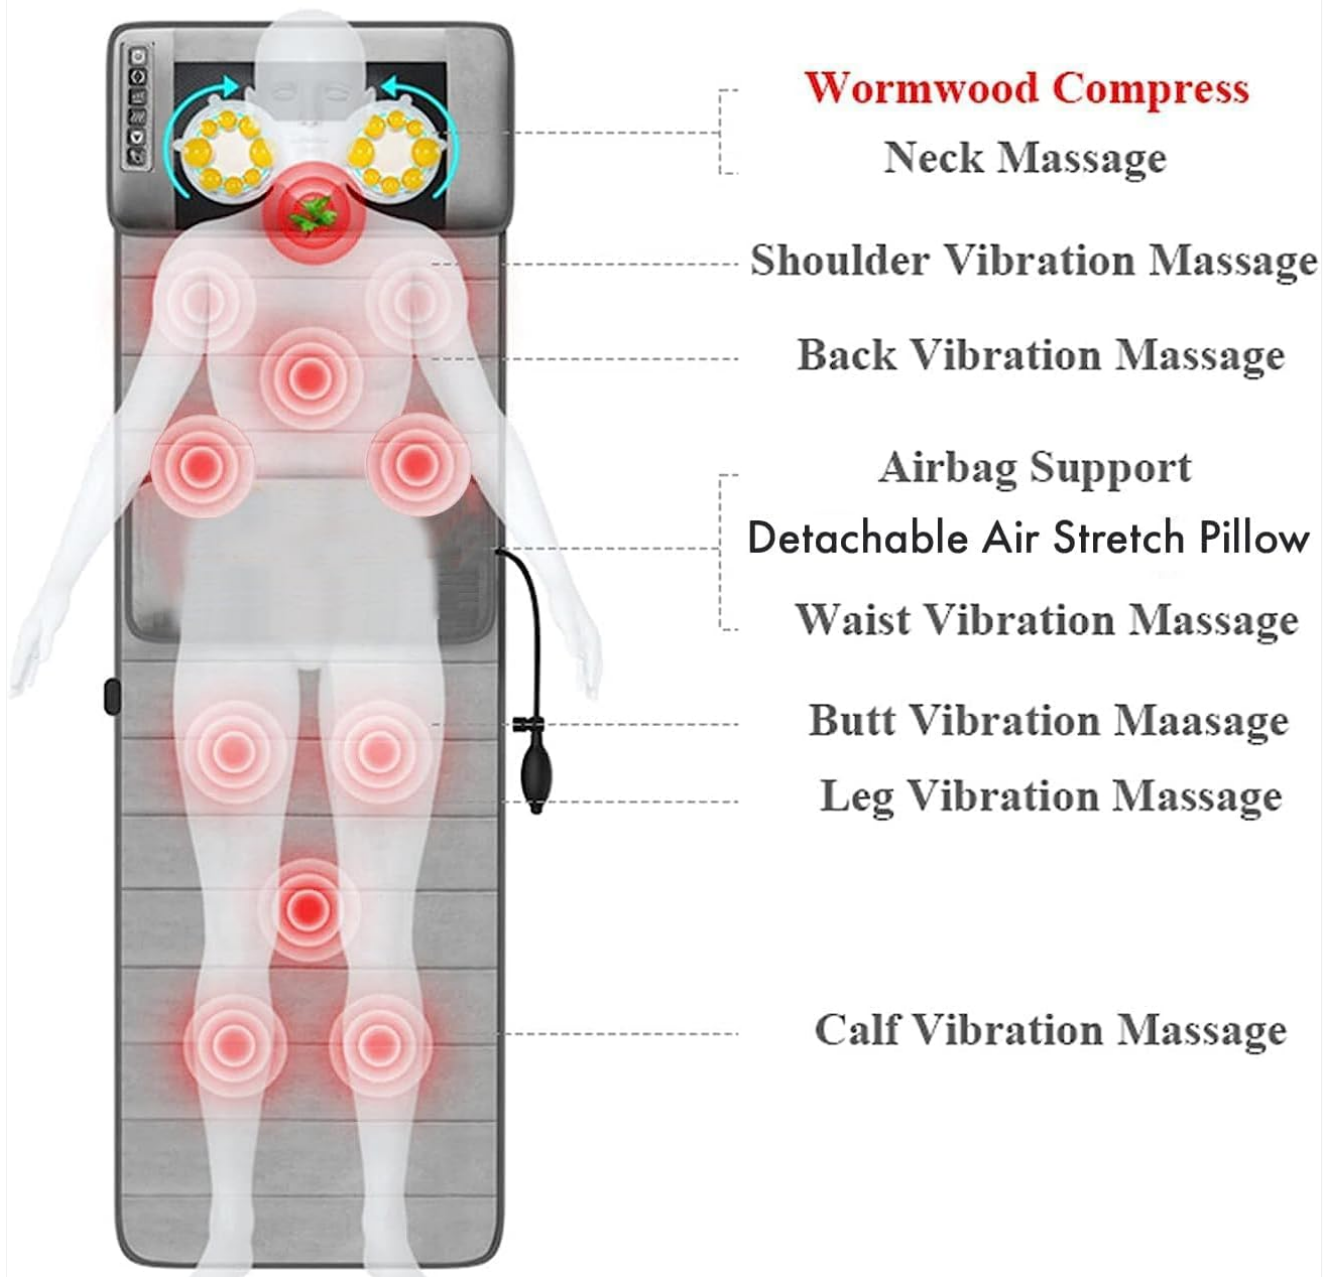 Wormwood Compress
Neck Massage
Shoulder Vibration Massage
Back Vibration Massage
Airbag Support
Detachable Air Stretch Pillow
Waist Vibration Massage
Butt Vibration Maasage
Leg Vibration Massage
Calf Vibration Massage